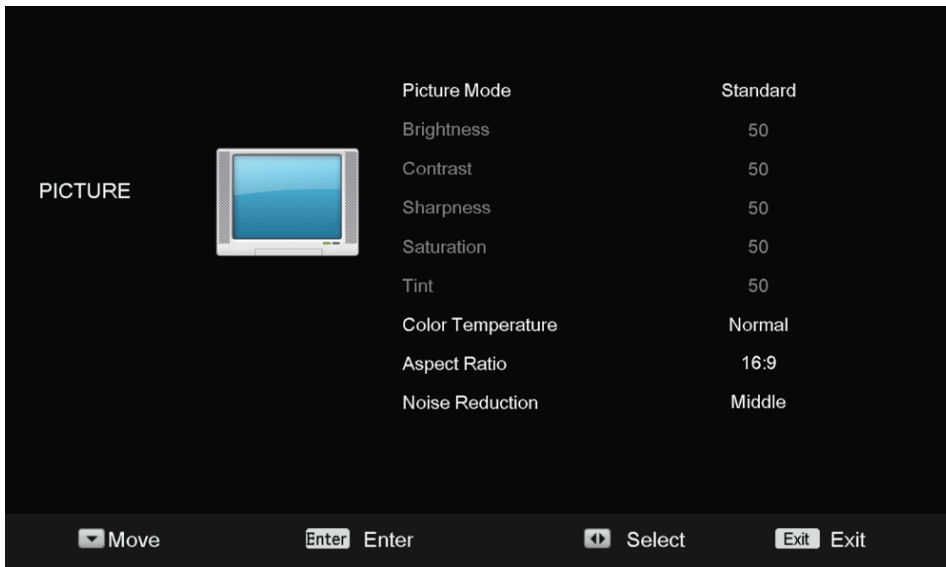 Picture Mode Standard
Brightness 50
Contrast 50
PICTURE
Sharpness 50
Saturation 50
Tint 50
Color Temperature Normal
Aspect Ratio 16:9
Noise Reduction Middle
Move Enter Enter Select Exit Exit